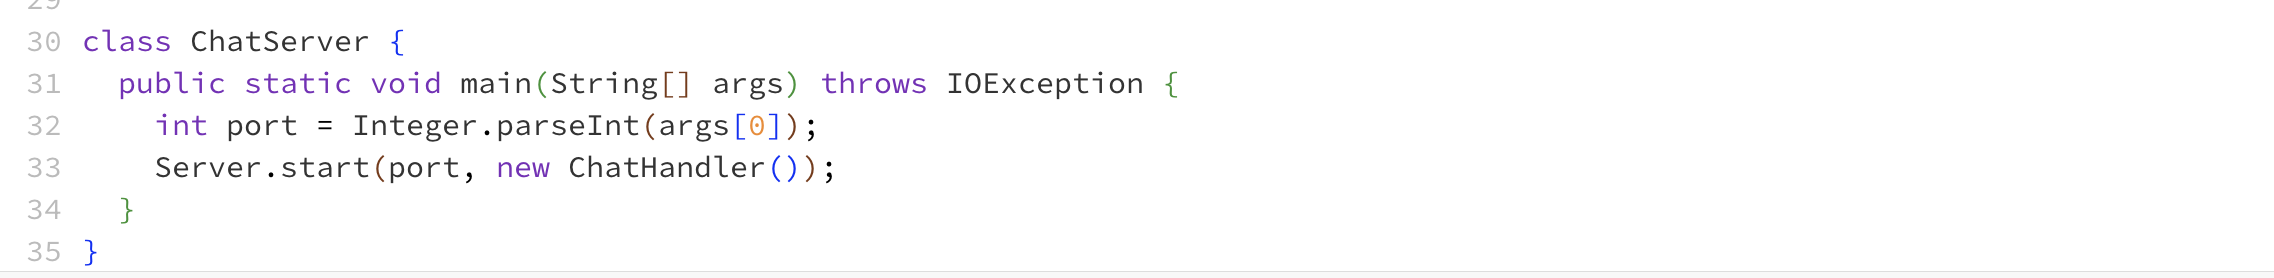 29
30 class ChatServer {
31   public static void main(String[] args) throws IOException {
32     int port = Integer.parseInt(args[0]);
33     Server.start(port, new ChatHandler());
34   }
35 }